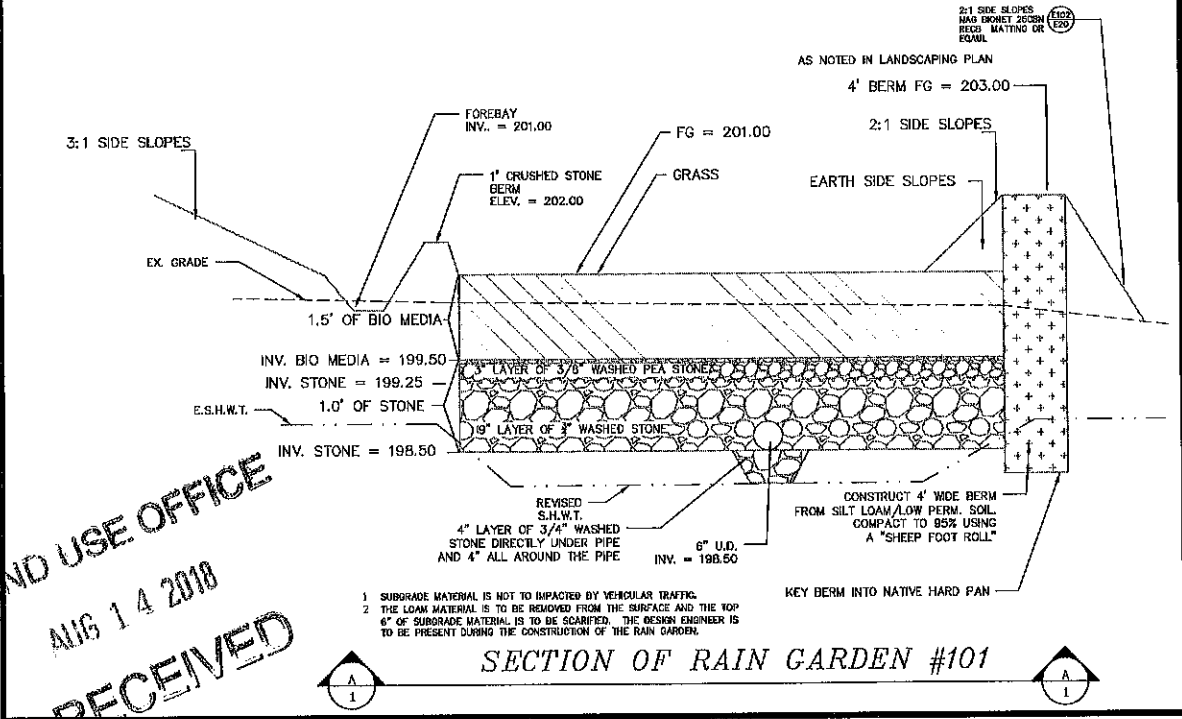 2:1 SIDE SLOPES
NAG BIONET
RECB MATTING OR
EQAUL
E102
E20
AS NOTED IN LANDSCAPING PLAN
4' BERM FG = 203.00
FOREBAY
INV.. = 201.00
3:1 SIDE SLOPES
FG = 201.00
2:1 SIDE SLOPES
1' CRUSHED STONE
BERM
ELEV. = 202.00
GRASS
EARTH SIDE SLOPES
EX. GRADE
1.5' OF BIO MEDIA
INV. BIO MEDIA = 199.50
3" LAYER OF 3/8" WASHED PEA STONE
INV. STONE = 199.25
1.0' OF STONE
E.S.H.W.T.
LAYER OF WASHED STONE
INV. STONE = 198.50
REVISED
S.H.W.T.
4" LAYER OF 3/4" WASHED
STONE DIRECTLY UNDER PIPE
AND 4" ALL AROUND THE PIPE
6" U.D.
INV. = 198.50
CONSTRUCT 4' WIDE BERM
FROM SILT LOAM/LOW PERM. SOIL.
COMPACT TO 95% USING
A "SHEEP FOOT ROLL"
KEY BERM INTO NATIVE HARD PAN
1 SUBGRADE MATERIAL IS NOT TO IMPACTED BY VEHICULAR TRAFFIC.
2 THE LOAM MATERIAL IS TO BE REMOVED FROM THE SURFACE AND THE TOP
6" OF SUBGRADE MATERIAL IS TO BE SCARIFIED. THE DESIGN ENGINEER IS
TO BE PRESENT DURING THE CONSTRUCTION OF THE RAIN GARDEN.
ND USE OFFICE
AUG 14 2018
RECEIVED
A
1
SECTION OF RAIN GARDEN #101
A
1